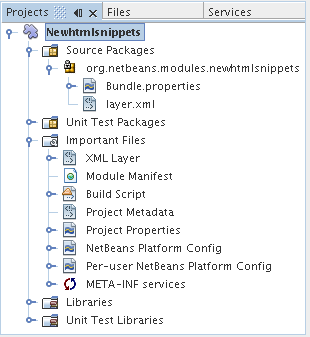 Projects Files Services
Newhtmlsnippets
Source Packages
org.netbeans.modules.newhtmlsnippets
Bundle.properties
layer.xml
Unit Test Packages
Important Files
XML Layer
Module Manifest
Build Script
Project Metadata
Project Properties
NetBeans Platform Config
Per-user NetBeans Platform Config
META-INF services
Libraries
Unit Test Libraries